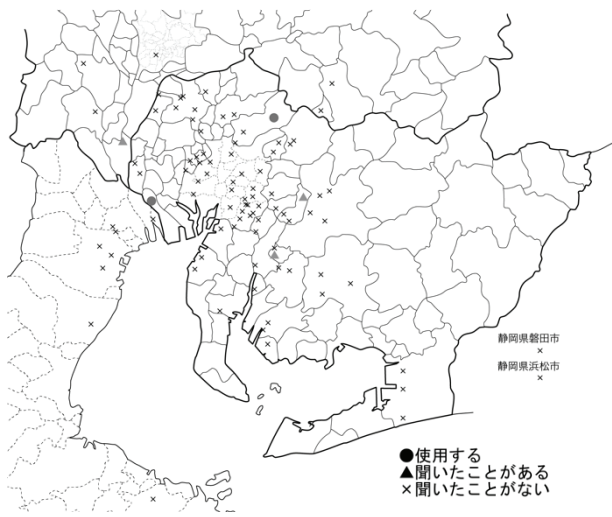 静岡県磐田市
静岡県浜松市
●使用する
▲聞いたことがある
×聞いたことがない